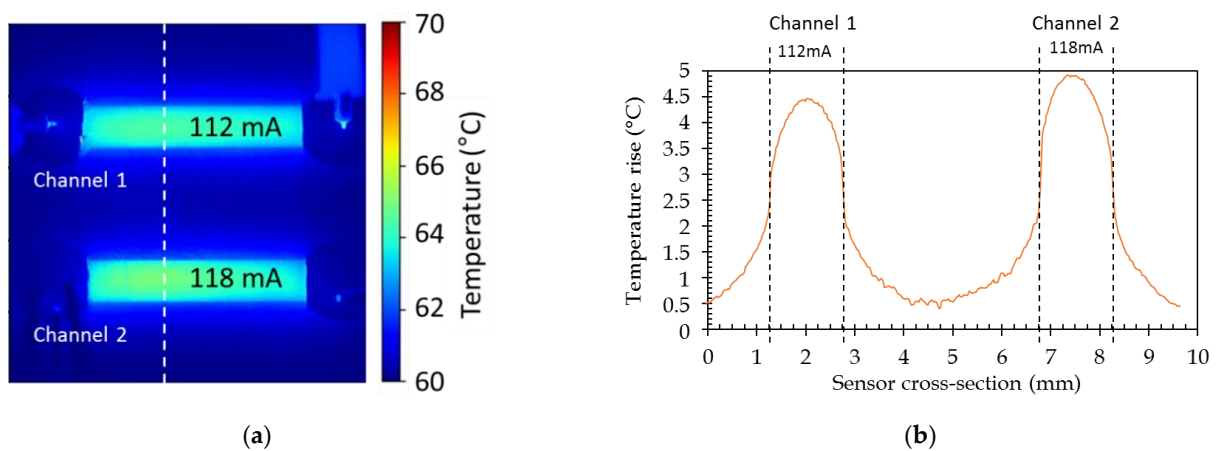 112 mA
Channel 1
118 mA
Channel 2
70
68
66
64
62
60
Temperature (°C)
(a)
Channel 1
112mA
Channel 2
118mA
5
4.5
4
3.5
3
2.5
2
1.5
1
0.5
0
Temperature rise (°C)
0 1 2 3 4 5 6 7 8 9 10
Sensor cross-section (mm)
(b)